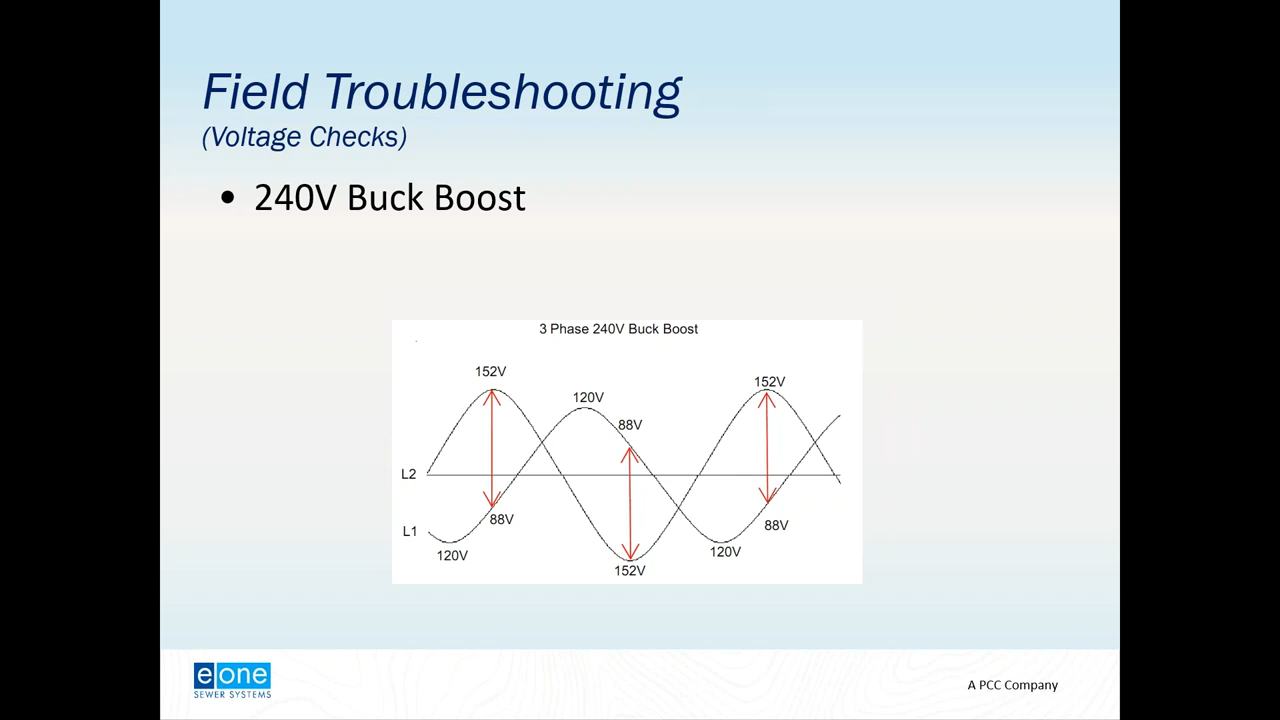 Field Troubleshooting
(Voltage Checks)
• 240V Buck Boost
3 Phase 240V Buck Boost
152V
152V
120V
88V
L2
88V
88V
L1
120V
120V
152V
eone
SEWER SYSTEMS
A PCC Company